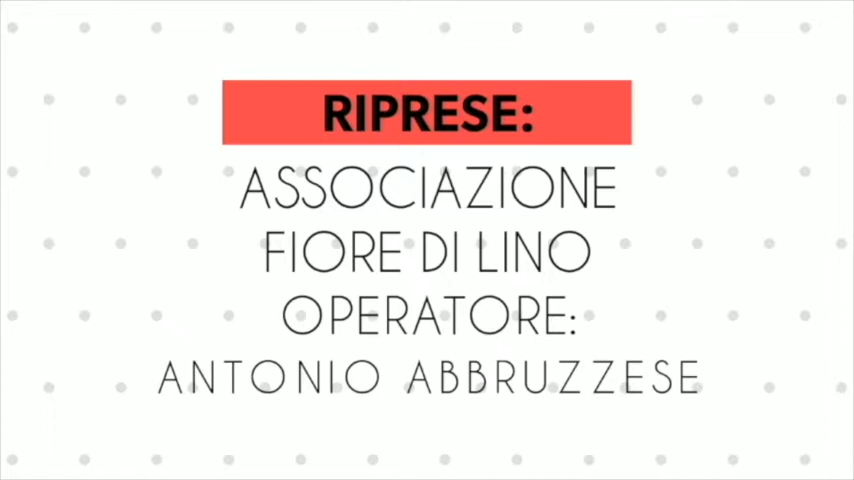 RIPRESE:
ASSOCIAZIONE
FIORE DI LINO
OPERATORE:
ANTONIO ABBRUZZESE